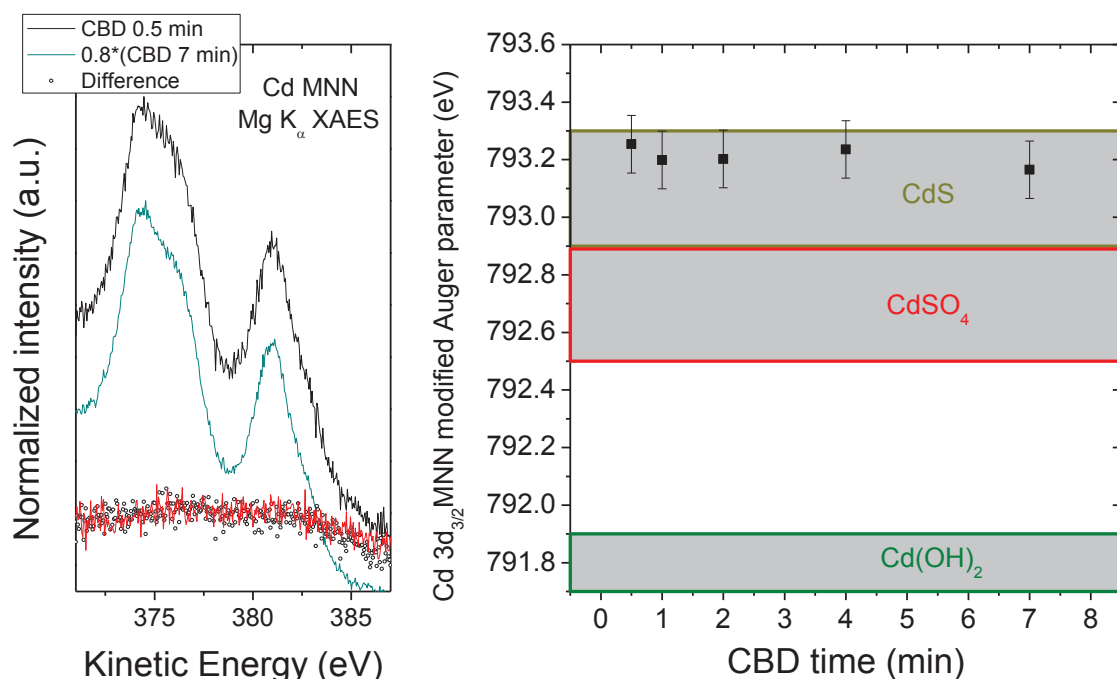 CBD 0.5 min
0.8*(CBD 7 min)
Difference
Cd MNN
Mg Kα XAES
Normalized intensity (a.u.)
375 380 385
Kinetic Energy (eV)
Cd 3d3/2MNN modified Auger parameter (eV)
793.6
793.4
793.2
793.0
792.8
792.6
792.4
792.2
792.0
791.8
CdS
CdSO4
Cd(OH)2
0 1 2 3 4 5 6 7 8
CBD time (min)